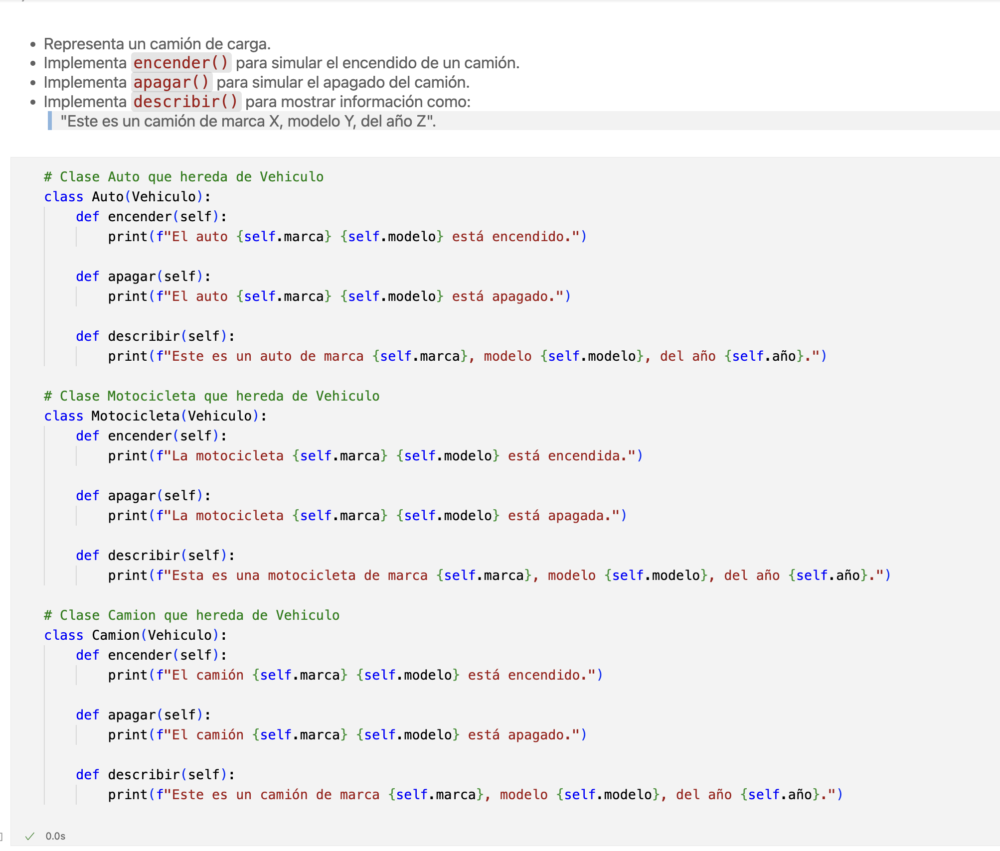 • Representa un camión de carga.
• Implementa encender() para simular el encendido de un camión.
• Implementa apagar() para simular el apagado del camión.
• Implementa describir() para mostrar información como:
"Este es un camión de marca X, modelo Y, del año Z".
# Clase Auto que hereda de Vehiculo
class Auto(Vehiculo):
    def encender(self):
        print(f"El auto {self.marca} {self.modelo} está encendido.")
    def apagar(self):
        print(f"El auto {self.marca} {self.modelo} está apagado.")
    def describir(self):
        print(f"Este es un auto de marca {self.marca}, modelo {self.modelo}, del año {self.año}.")
# Clase Motocicleta que hereda de Vehiculo
class Motocicleta(Vehiculo):
    def encender(self):
        print(f"La motocicleta {self.marca} {self.modelo} está encendida.")
    def apagar(self):
        print(f"La motocicleta {self.marca} {self.modelo} está apagada.")
    def describir(self):
        print(f"Esta es una motocicleta de marca {self.marca}, modelo {self.modelo}, del año {self.año}.")
# Clase Camion que hereda de Vehiculo
class Camion(Vehiculo):
    def encender(self):
        print(f"El camión {self.marca} {self.modelo} está encendido.")
    def apagar(self):
        print(f"El camión {self.marca} {self.modelo} está apagado.")
    def describir(self):
        print(f"Este es un camión de marca {self.marca}, modelo {self.modelo}, del año {self.año}.")
] ✓ 0.0s